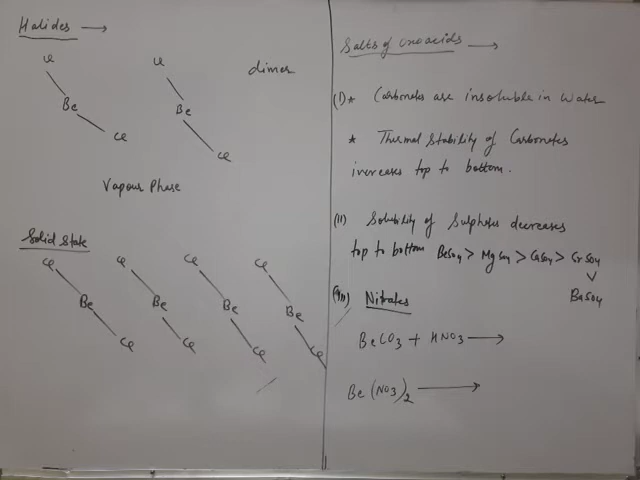 Halides →
Cl Cl dimer
Be Be
Cl Cl
Vapour Phase
Solid State
Cl Cl Cl Cl
Be Be Be Be
Cl Cl Cl Cl
Salts of oxoacids →
(I) * Carbonates are insoluble in water
* Thermal stability of Carbonates
increases top to bottom.
(II) Solubility of Sulphates decreases
top to bottom BeSO4 > MgSO4 > CaSO4 > SrSO4
>
BaSO4
(III) Nitrates
BeCO3 + HNO3 →
Be(NO3)2 →